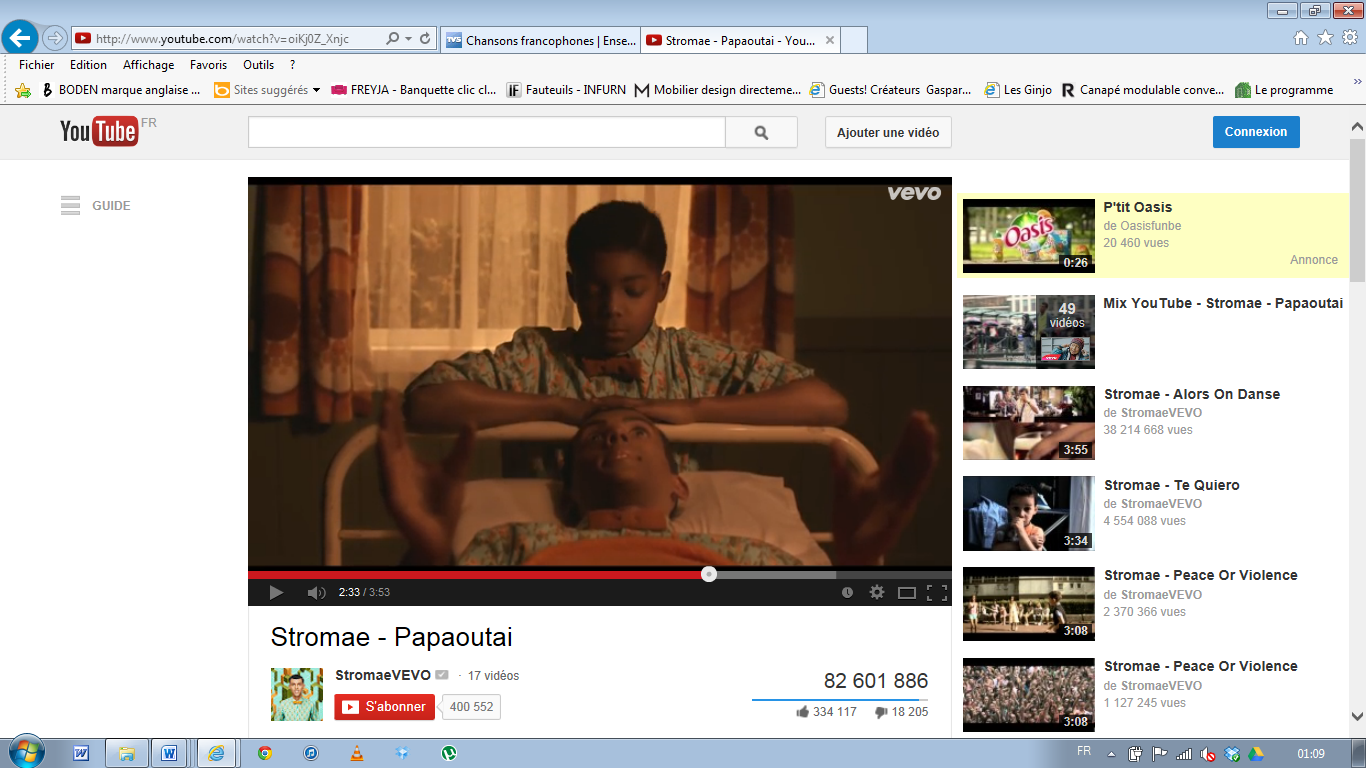 http://www.youtube.com/watch?v=oiKj0Z_Xnjc
TV5 Chansons francophones | Ense...
Stromae - Papaoutai - You...
Fichier Edition Affichage Favoris Outils ?
BODEN marque anglaise ... Sites suggérés FREYJA - Banquette clic cl... Fauteuils - INFURN Mobilier design directeme... Guests! Créateurs Gaspar... Les Ginjo Canapé modulable conve... Le programme
YouTube FR
Ajouter une vidéo
Connexion
GUIDE
vevo
2:33 / 3:53
Stromae - Papaoutai
StromaeVEVO · 17 vidéos
S'abonner 400 552
82 601 886
334 117 18 205
Oasis
0:26
P'tit Oasis
de Oasisfunbe
20 460 vues
Annonce
49
vidéos
Mix YouTube - Stromae - Papaoutai
3:55
Stromae - Alors On Danse
de StromaeVEVO
38 214 668 vues
3:34
Stromae - Te Quiero
de StromaeVEVO
4 554 088 vues
3:08
Stromae - Peace Or Violence
de StromaeVEVO
2 370 366 vues
3:08
Stromae - Peace Or Violence
de StromaeVEVO
1 127 245 vues
FR
01:09